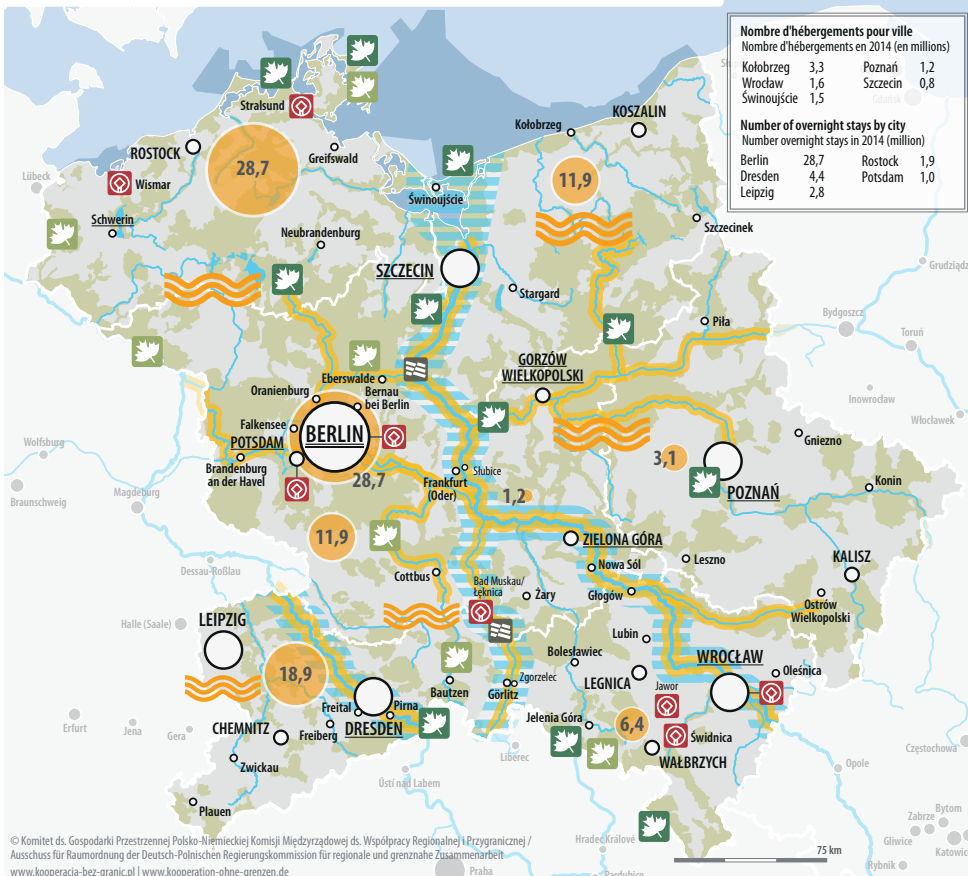 Nombre d'hébergements pour ville
Nombre d'hébergements en 2014 (en millions)
Kołobrzeg 3,3 Poznań 1,2
Wrocław 1,6 Szczecin 0,8
Świnoujście 1,5
Number of overnight stays by city
Number overnight stays in 2014 (million)
Berlin 28,7 Rostock 1,9
Dresden 4,4 Potsdam 1,0
Leipzig 2,8
Stralsund
KOSZALIN
Kołobrzeg
ROSTOCK
Greifswald
28,7
11,9
Lübeck
Wismar
Świnoujście
Schwerin
Szczecinek
Neubrandenburg
SZCZECIN
Grudziądz
Stargard
Piła
Bydgoszcz
Toruń
GORZÓW
WIELKOPOLSKI
Eberswalde
Oranienburg
Bernau
bei Berlin
Inowrocław
Falkensee
BERLIN
Włocławek
Wolfsburg
POTSDAM
Gniezno
Brandenburg
an der Havel
3,1
Słubice
Frankfurt
(Oder)
28,7
Konin
Braunschweig
Magdeburg
1,2
POZNAŃ
11,9
ZIELONA GÓRA
Leszno
KALISZ
Dessau-Roßlau
Cottbus
Nowa Sól
Bad Muskau/
Łęknica
Żary
Głogów
Ostrów
Wielkopolski
LEIPZIG
Halle (Saale)
Lubin
Bolesławiec
WROCŁAW
18,9
Zgorzelec
LEGNICA
Oleśnica
Bautzen
Görlitz
Jawor
Freital
Pirna
CHEMNITZ
DRESDEN
Jelenia Góra
6,4
Erfurt
Jena
Gera
Freiberg
Świdnica
Liberec
WAŁBRZYCH
Częstochowa
Zwickau
Opole
Ústí nad Labem
Plauen
Bytom
Zabrze
Gliwice
Katowice
Hradec Králové
75 km
Rybnik
Praha
Pardubice
© Komitet ds. Gospodarki Przestrzennej Polsko-Niemieckiej Komisji Międzyrządowej ds. Współpracy Regionalnej i Przygranicznej /
Ausschuss für Raumordnung der Deutsch-Polnischen Regierungskommission für regionale und grenznahe Zusammenarbeit
www.kooperacja-bez-granic.pl | www.kooperation-ohne-grenzen.de